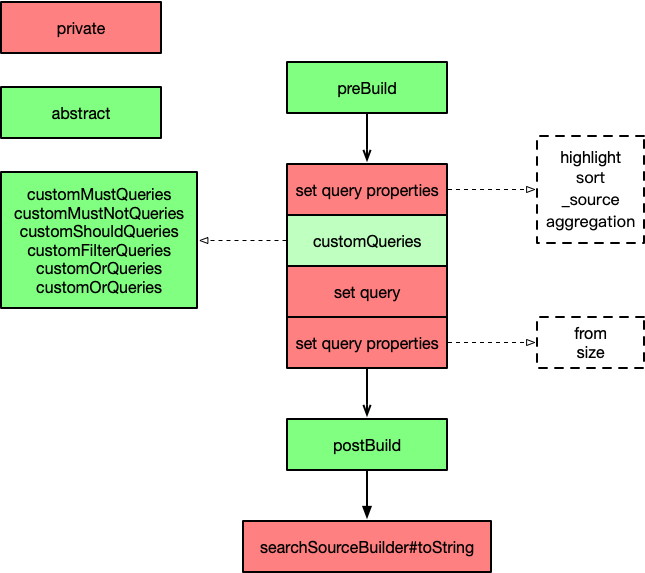 private
abstract
preBuild
set query properties
highlight
sort
_source
aggregation
customMustQueries
customMustNotQueries
customShouldQueries
customFilterQueries
customOrQueries
customOrQueries
customQueries
set query
set query properties
from
size
postBuild
searchSourceBuilder#toString